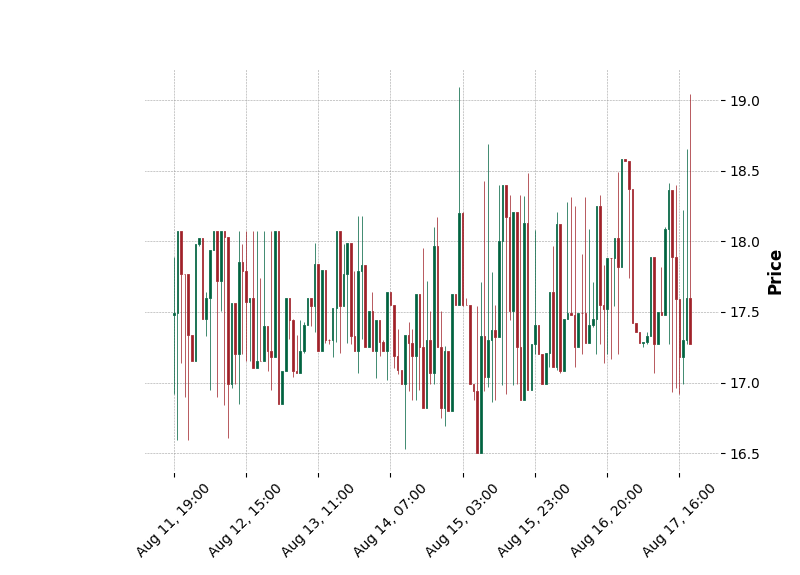 19.0
18.5
18.0
17.5
17.0
16.5
Price
Aug 11, 19:00
Aug 12, 15:00
Aug 13, 11:00
Aug 14, 07:00
Aug 15, 03:00
Aug 15, 23:00
Aug 16, 20:00
Aug 17, 16:00